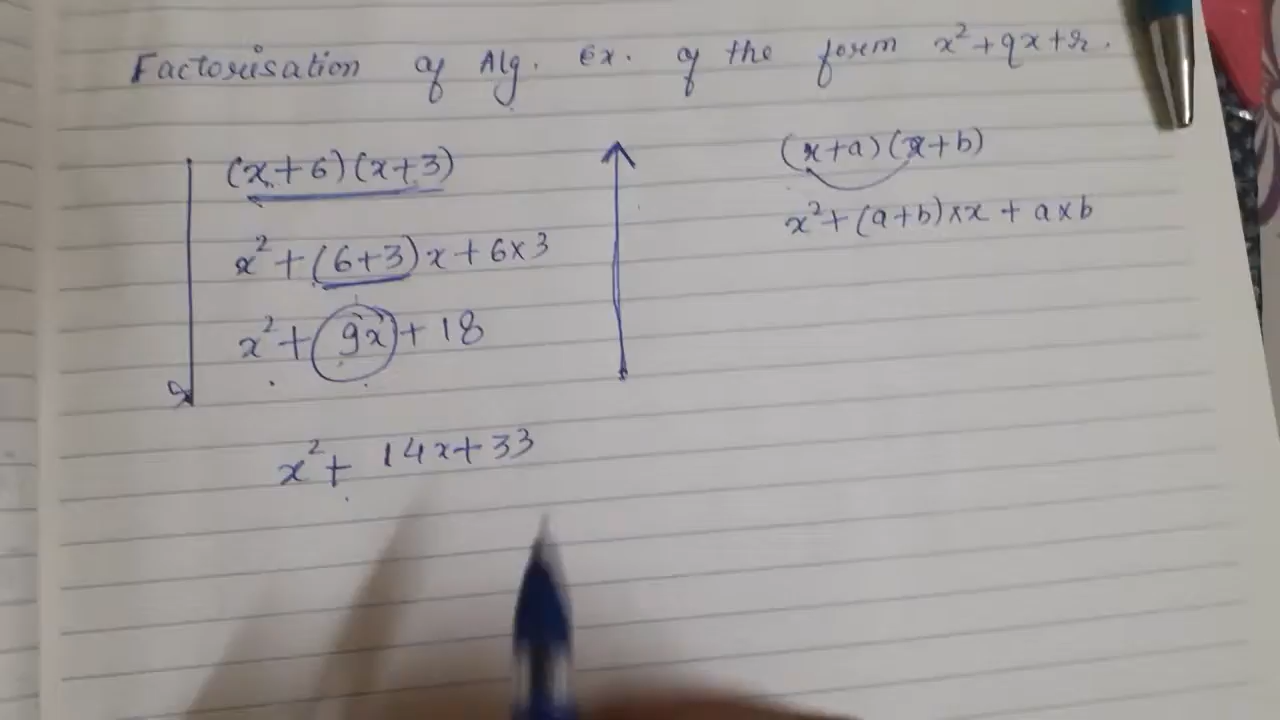 Factorisation of Alg. Ex. of the form x²+qx+r.
(x+6)(x+3)
x²+(6+3)x+6×3
x²+9x+18
x²+14x+33
(x+a)(x+b)
x²+(a+b)×x+a×b